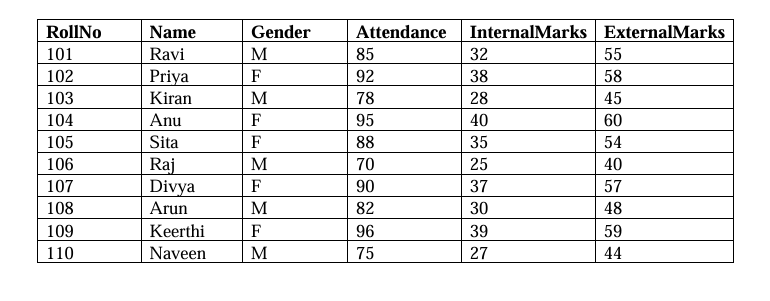 RollNo Name Gender Attendance InternalMarks ExternalMarks
101 Ravi M 85 32 55
102 Priya F 92 38 58
103 Kiran M 78 28 45
104 Anu F 95 40 60
105 Sita F 88 35 54
106 Raj M 70 25 40
107 Divya F 90 37 57
108 Arun M 82 30 48
109 Keerthi F 96 39 59
110 Naveen M 75 27 44